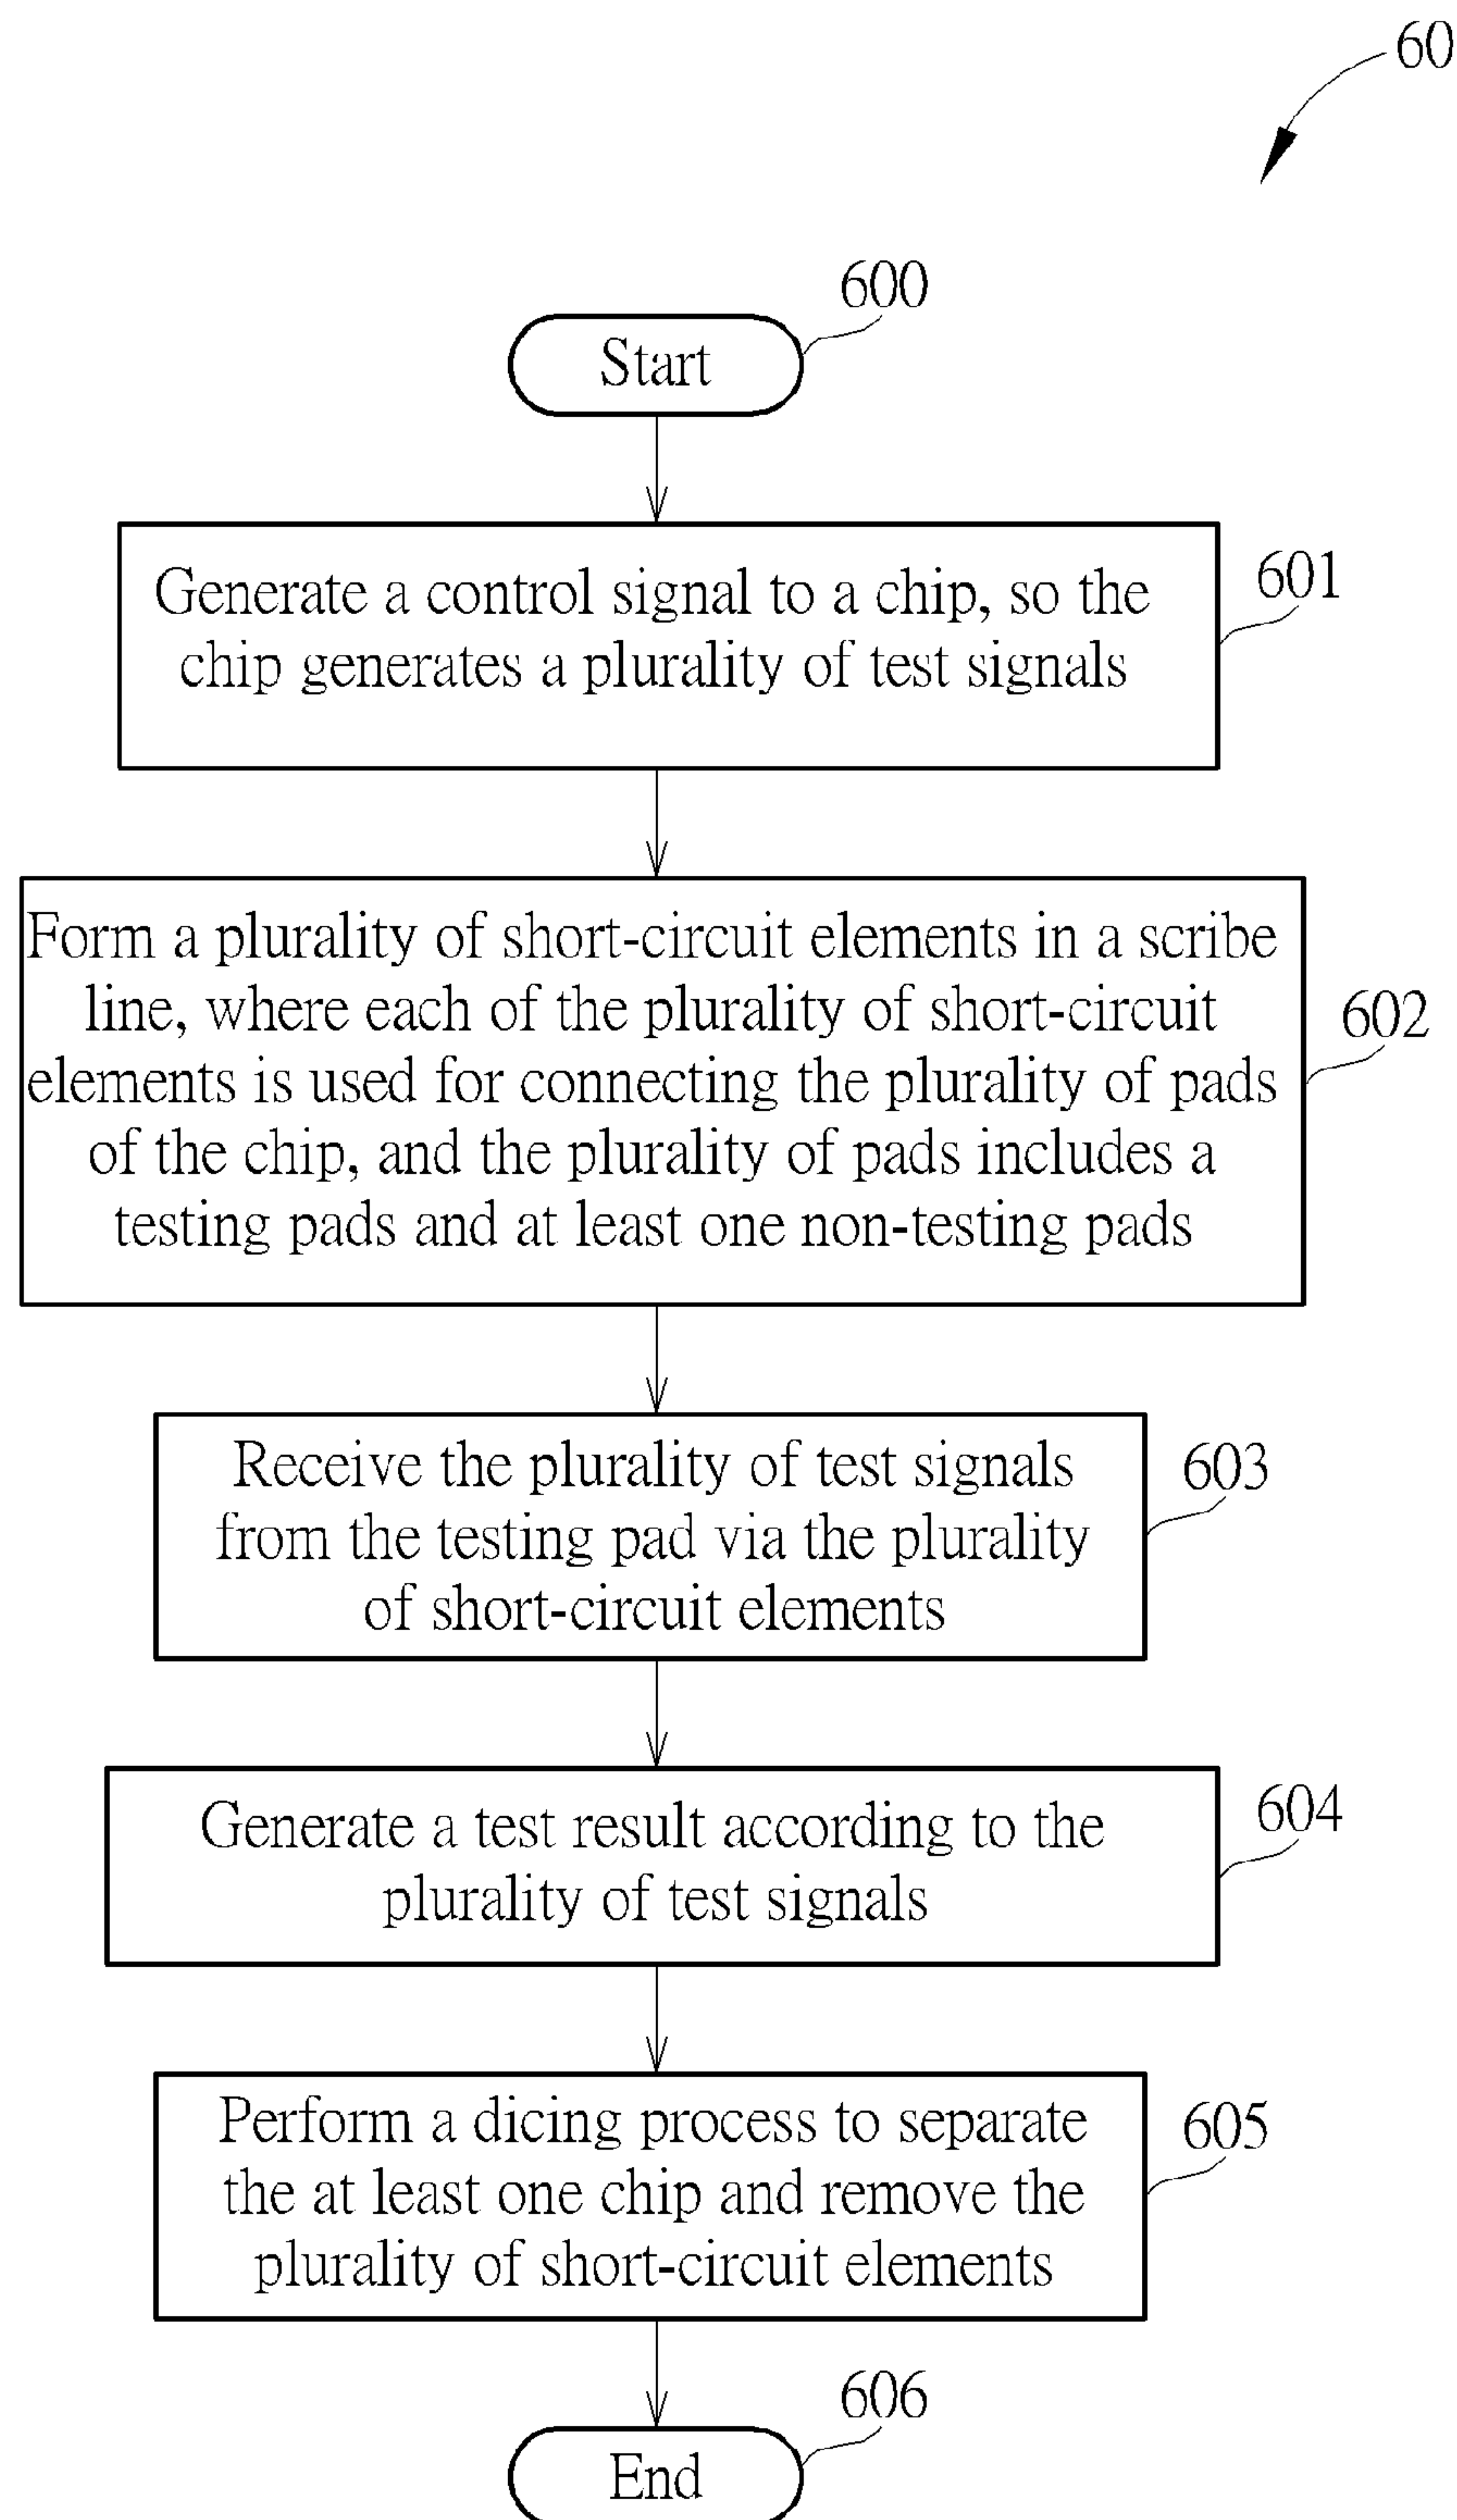 60
600
Start
601
Generate a control signal to a chip, so the
chip generates a plurality of test signals
602
Form a plurality of short-circuit elements in a scribe
line, where each of the plurality of short-circuit
elements is used for connecting the plurality of pads
of the chip, and the plurality of pads includes a
testing pads and at least one non-testing pads
603
Receive the plurality of test signals
from the testing pad via the plurality
of short-circuit elements
604
Generate a test result according to the
plurality of test signals
605
Perform a dicing process to separate
the at least one chip and remove the
plurality of short-circuit elements
606
End